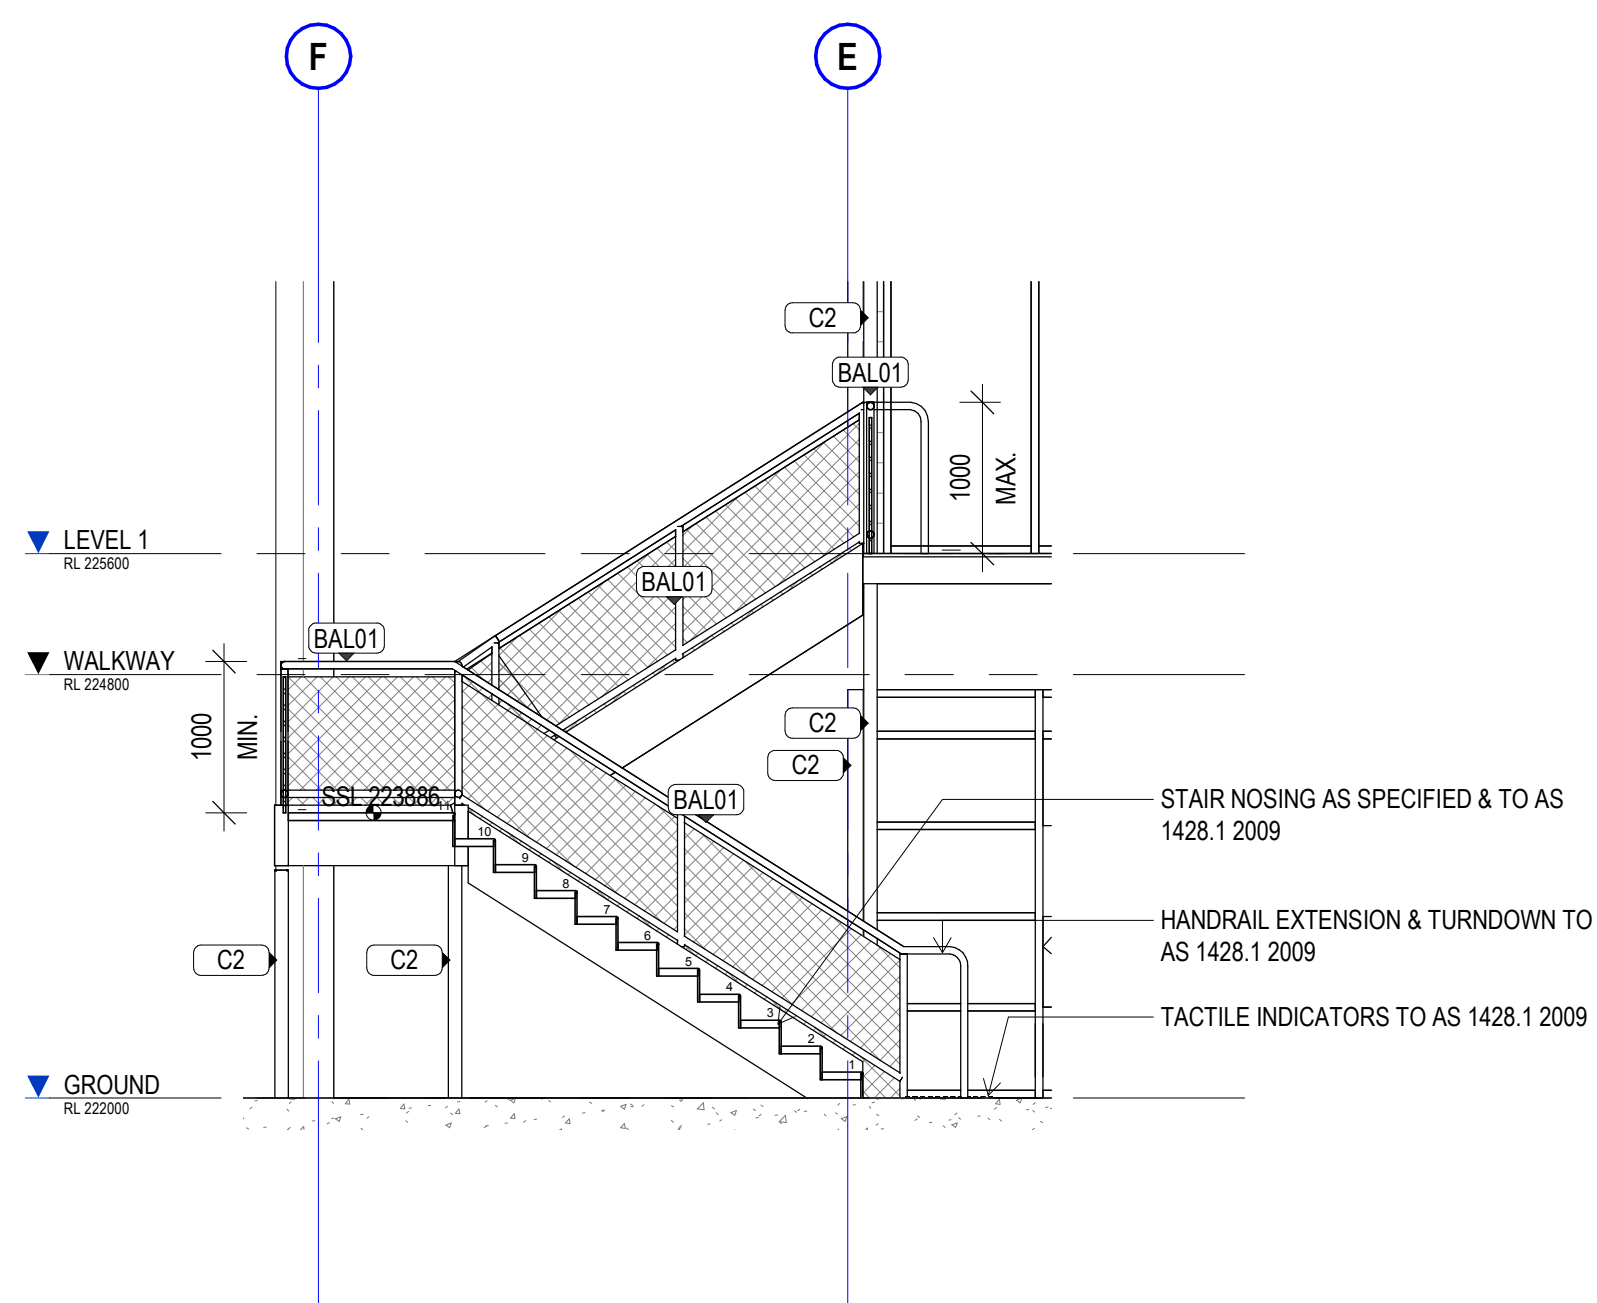 F
E
C2
BAL01
1000
MAX.
LEVEL 1
RL 225600
BAL01
BAL01
WALKWAY
RL 224800
1000
MIN.
C2
C2
SSL 223886
11
BAL01
STAIR NOSING AS SPECIFIED & TO AS
1428.1 2009
10
9
8
7
6
5
4
3
2
1
HANDRAIL EXTENSION & TURNDOWN TO
AS 1428.1 2009
C2
C2
TACTILE INDICATORS TO AS 1428.1 2009
GROUND
RL 222000